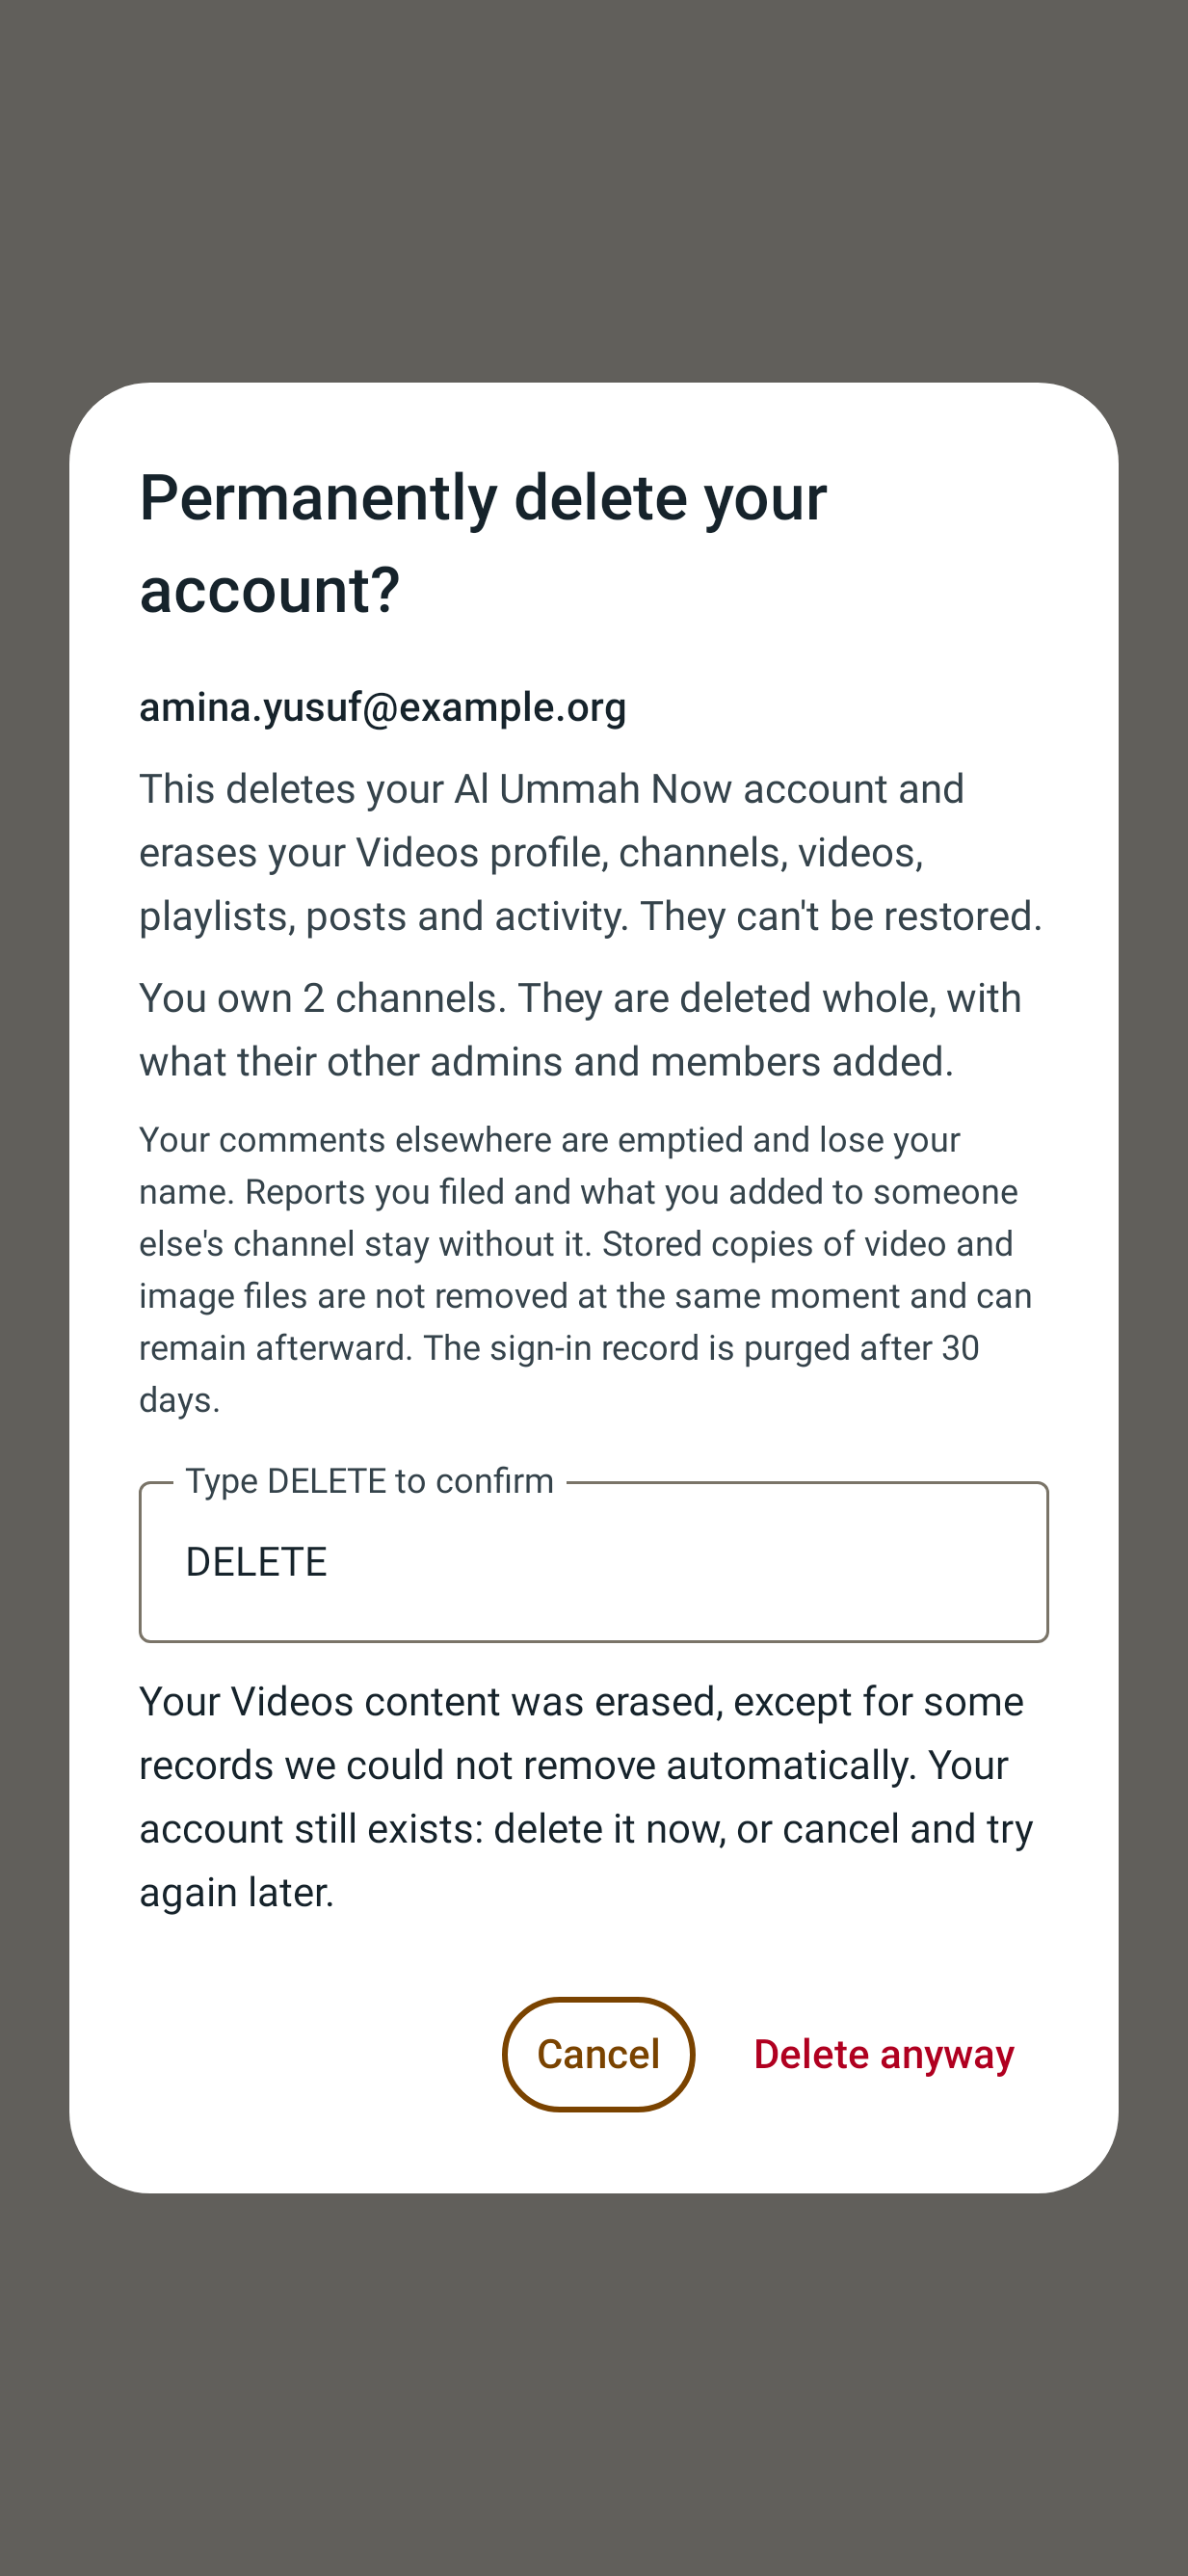 Permanently delete your
account?
amina.yusuf@example.org
This deletes your Al Ummah Now account and
erases your Videos profile, channels, videos,
playlists, posts and activity. They can't be restored.
You own 2 channels. They are deleted whole, with
what their other admins and members added.
Your comments elsewhere are emptied and lose your
name. Reports you filed and what you added to someone
else's channel stay without it. Stored copies of video and
image files are not removed at the same moment and can
remain afterward. The sign-in record is purged after 30
days.
Type DELETE to confirm
DELETE
Your Videos content was erased, except for some
records we could not remove automatically. Your
account still exists: delete it now, or cancel and try
again later.
Cancel Delete anyway